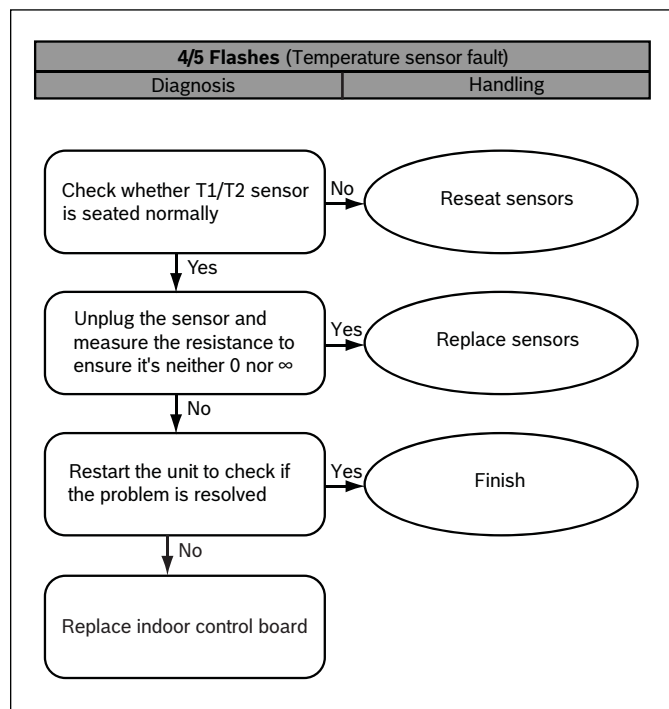 4/5 Flashes (Temperature sensor fault)
Diagnosis
Handling
Check whether T1/T2 sensor
is seated normally
No
Reseat sensors
Yes
Unplug the sensor and
measure the resistance to
ensure it's neither 0 nor ∞
Yes
Replace sensors
No
Restart the unit to check if
the problem is resolved
Yes
Finish
No
Replace indoor control board